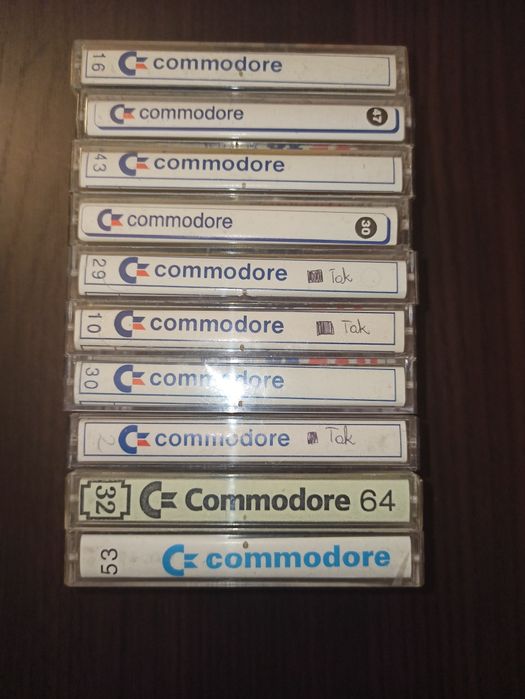 16 commodore
commodore 47
43 commodore
commodore 30
29 commodore Tak
10 commodore Tak
30 commodore
2 commodore Tak
32 Commodore 64
53 commodore